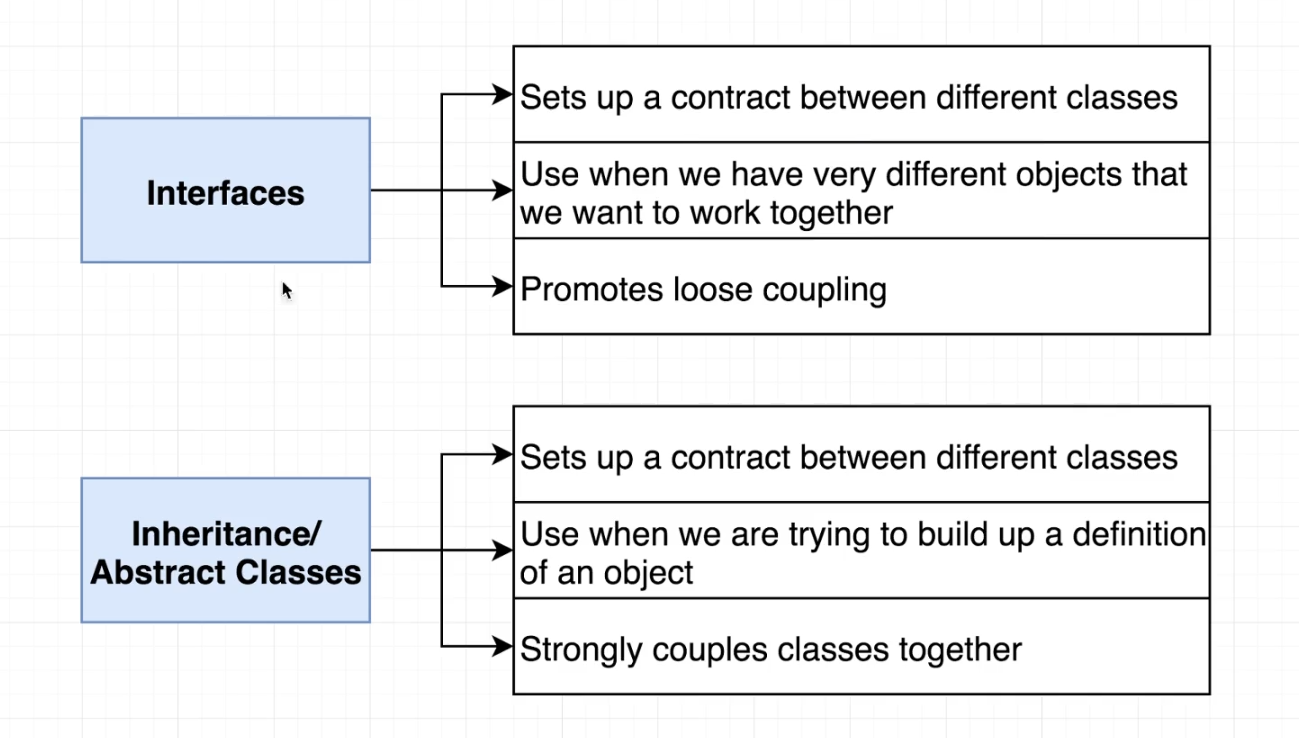 Interfaces
Sets up a contract between different classes
Use when we have very different objects that
we want to work together
Promotes loose coupling
Inheritance/
Abstract Classes
Sets up a contract between different classes
Use when we are trying to build up a definition
of an object
Strongly couples classes together